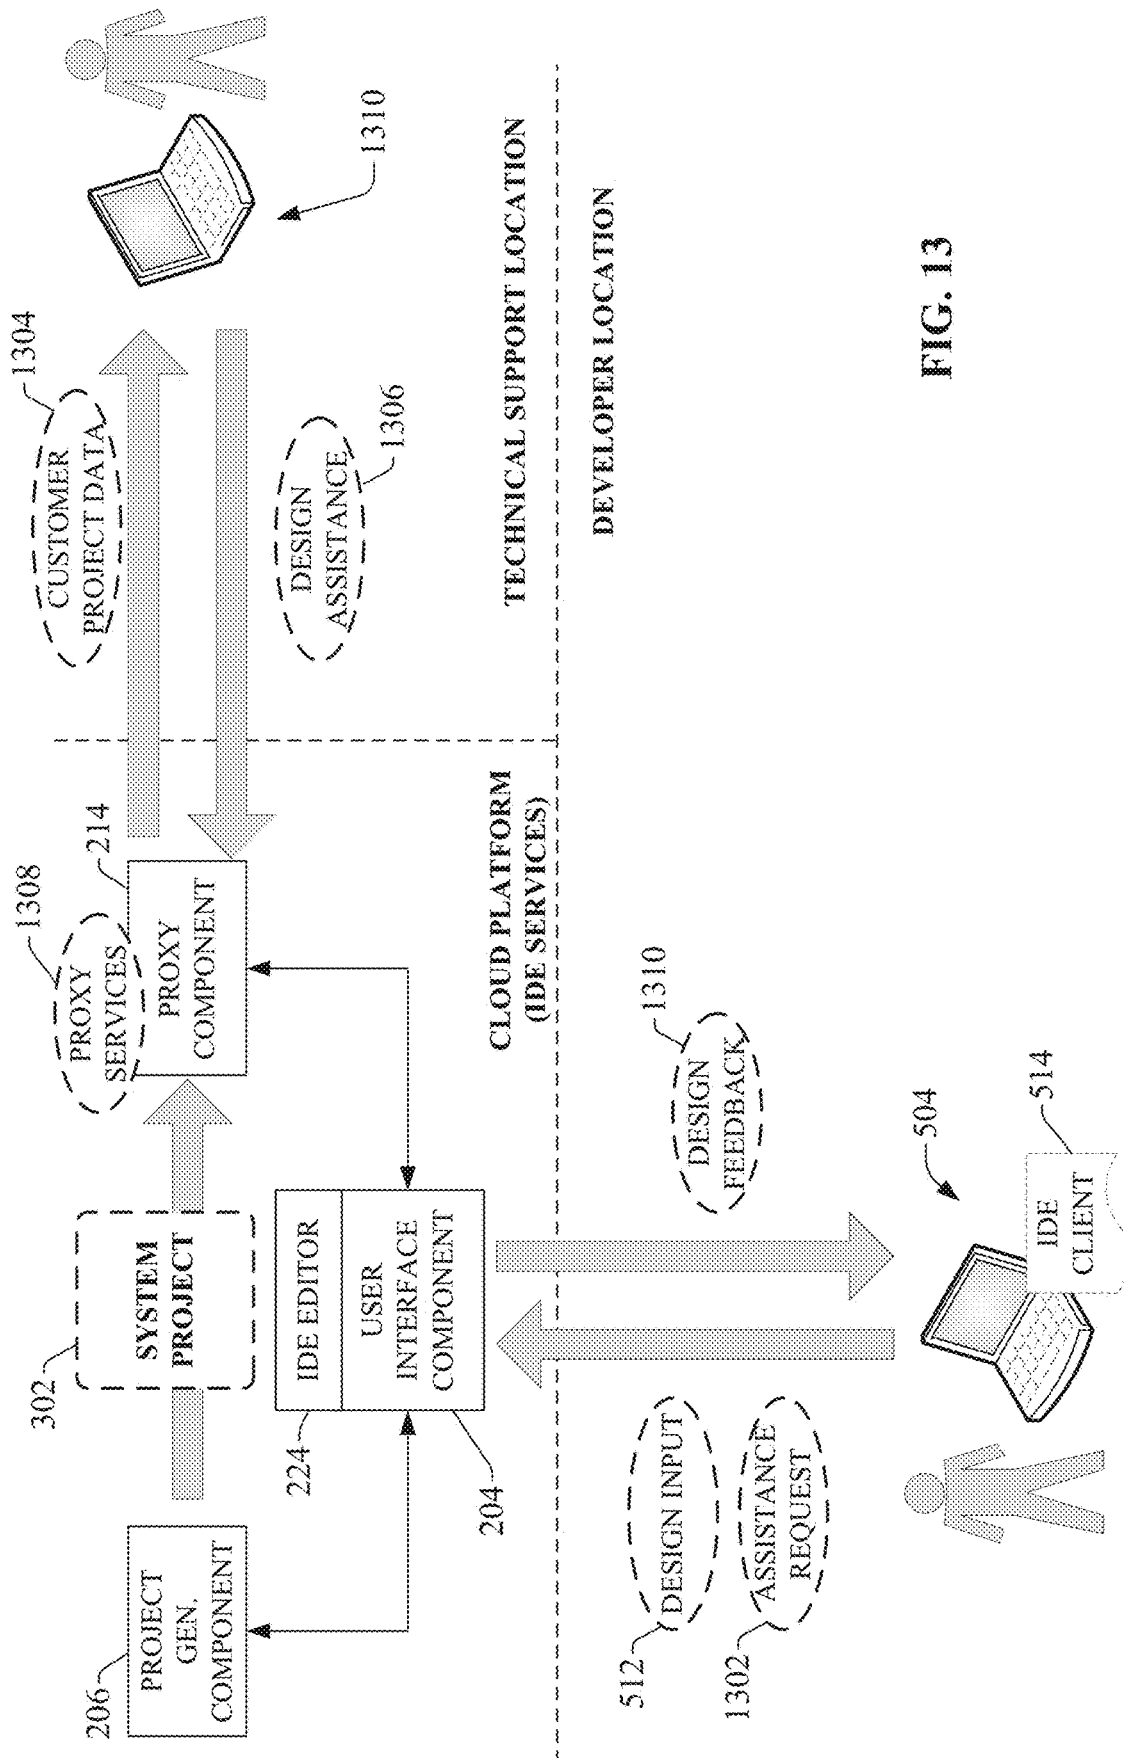 206
PROJECT
GEN.
COMPONENT
302
SYSTEM
PROJECT
1308
PROXY
SERVICES
214
PROXY
COMPONENT
1304
CUSTOMER
PROJECT DATA
1310
DESIGN
ASSISTANCE
1306
224
IDE EDITOR
USER
INTERFACE
COMPONENT
204
CLOUD PLATFORM
(IDE SERVICES)
TECHNICAL SUPPORT LOCATION
DEVELOPER LOCATION
512
DESIGN INPUT
1302
ASSISTANCE
REQUEST
1310
DESIGN
FEEDBACK
504
514
IDE
CLIENT
FIG. 13